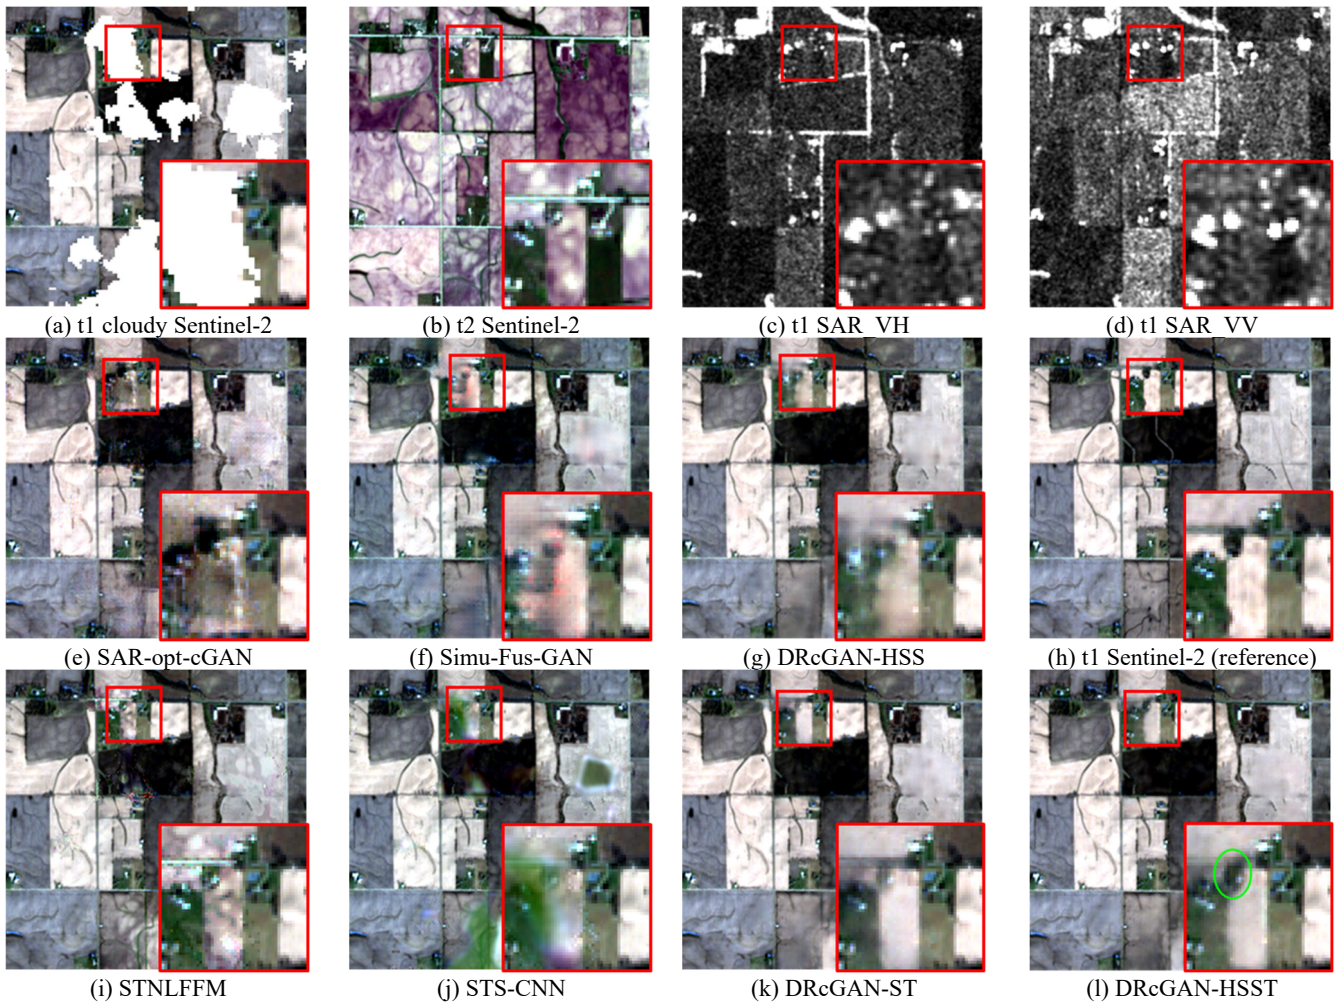 (a) t1 cloudy Sentinel-2
(b) t2 Sentinel-2
(c) t1 SAR_VH
(d) t1 SAR_VV
(e) SAR-opt-cGAN
(f) Simu-Fus-GAN
(g) DRcGAN-HSS
(h) t1 Sentinel-2 (reference)
(i) STNLFFM
(j) STS-CNN
(k) DRcGAN-ST
(l) DRcGAN-HSST